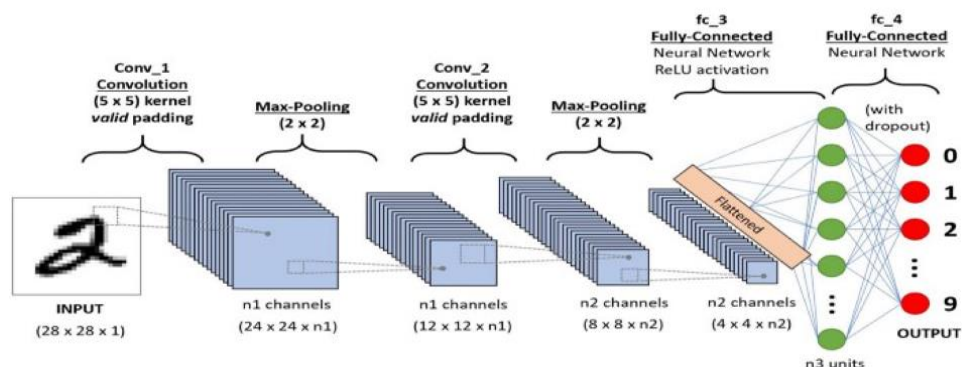 fc_3
Fully-Connected
Neural Network
ReLU activation
fc_4
Fully-Connected
Neural Network
Conv_1
Convolution
(5 x 5) kernel
valid padding
Max-Pooling
(2 x 2)
Conv_2
Convolution
(5 x 5) kernel
valid padding
Max-Pooling
(2 x 2)
(with
dropout)
0
1
2
9
Flattened
INPUT
(28 x 28 x 1)
n1 channels
(24 x 24 x n1)
n1 channels
(12 x 12 x n1)
n2 channels
(8 x 8 x n2)
n2 channels
(4 x 4 x n2)
OUTPUT
n3 units